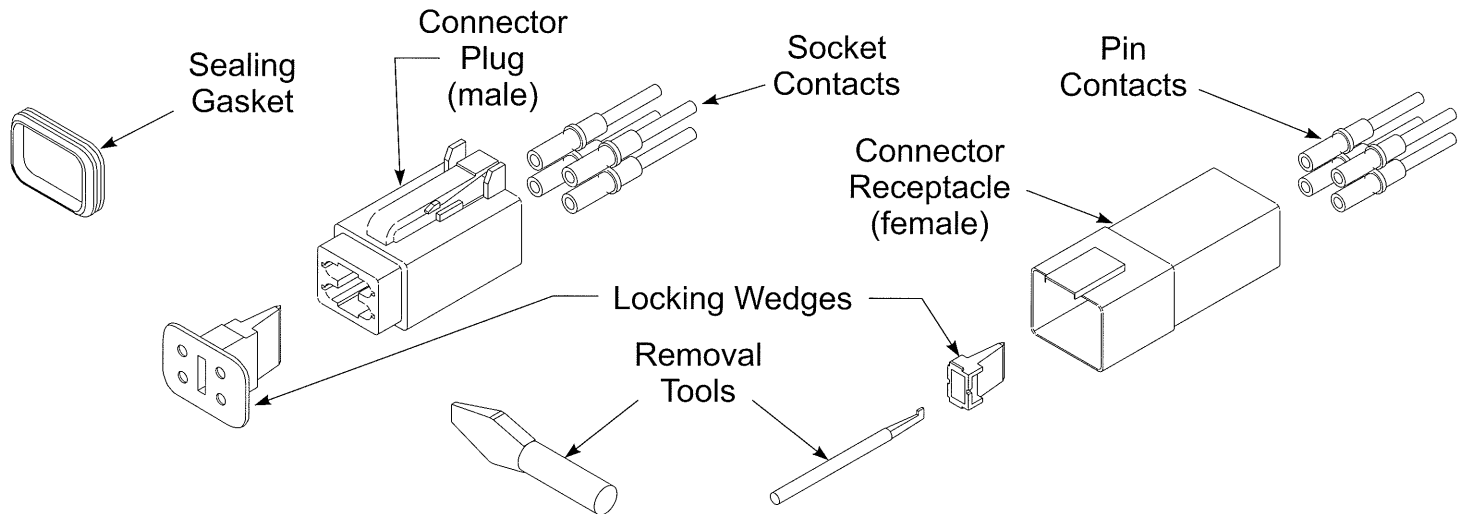 Connector
Plug
(male)
Sealing
Gasket
Socket
Contacts
Pin
Contacts
Connector
Receptacle
(female)
Locking Wedges
Removal
Tools